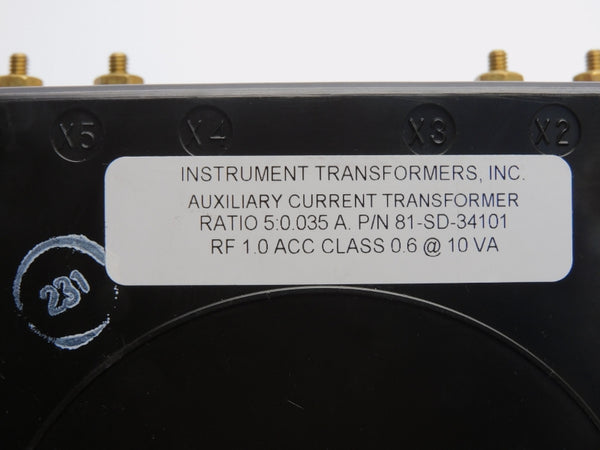 X5 X4 X3 X2
INSTRUMENT TRANSFORMERS, INC.
AUXILIARY CURRENT TRANSFORMER
RATIO 5:0.035 A. P/N 81-SD-34101
RF 1.0 ACC CLASS 0.6 @ 10 VA
231